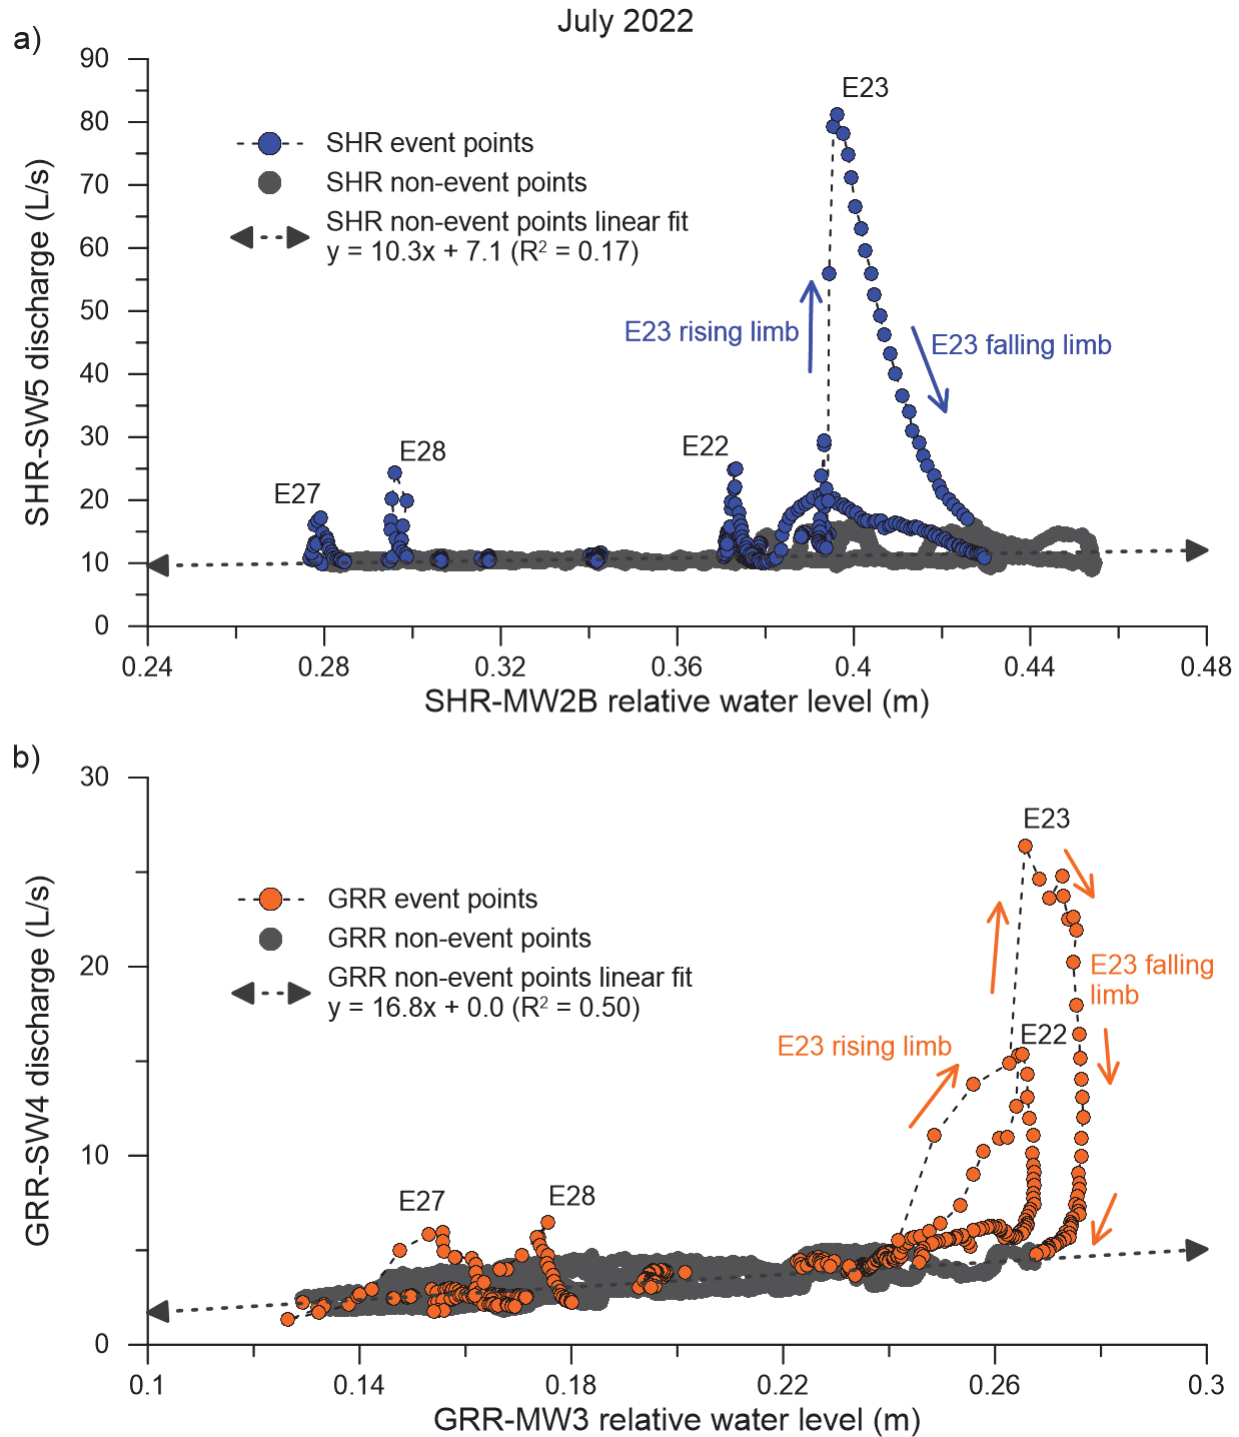 July 2022
a)
90
80
70
60
50
40
30
20
10
0
SHR-SW5 discharge (L/s)
SHR event points
SHR non-event points
SHR non-event points linear fit
y = 10.3x + 7.1 (R² = 0.17)
E23
E23 rising limb
E23 falling limb
E22
E28
E27
0.24 0.28 0.32 0.36 0.4 0.44 0.48
SHR-MW2B relative water level (m)
b)
30
20
10
0
GRR-SW4 discharge (L/s)
GRR event points
GRR non-event points
GRR non-event points linear fit
y = 16.8x + 0.0 (R² = 0.50)
E23
E23 falling
limb
E22
E23 rising limb
E27
E28
0.1 0.14 0.18 0.22 0.26 0.3
GRR-MW3 relative water level (m)